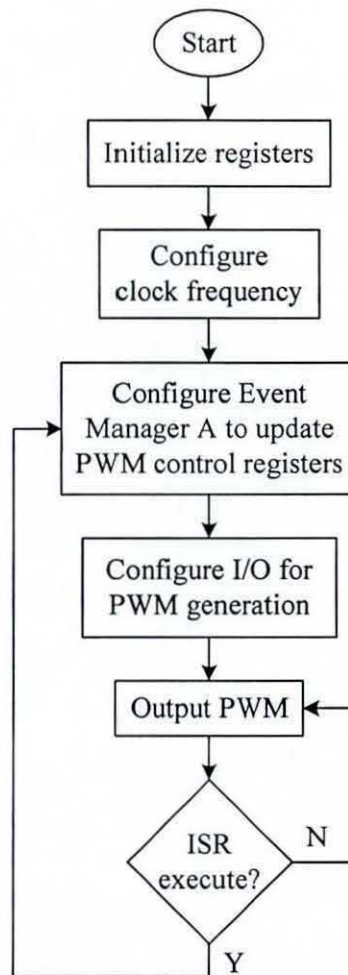 Start
Initialize registers
Configure
clock frequency
Configure Event
Manager A to update
PWM control registers
Configure I/O for
PWM generation
Output PWM
ISR
execute?
N
Y